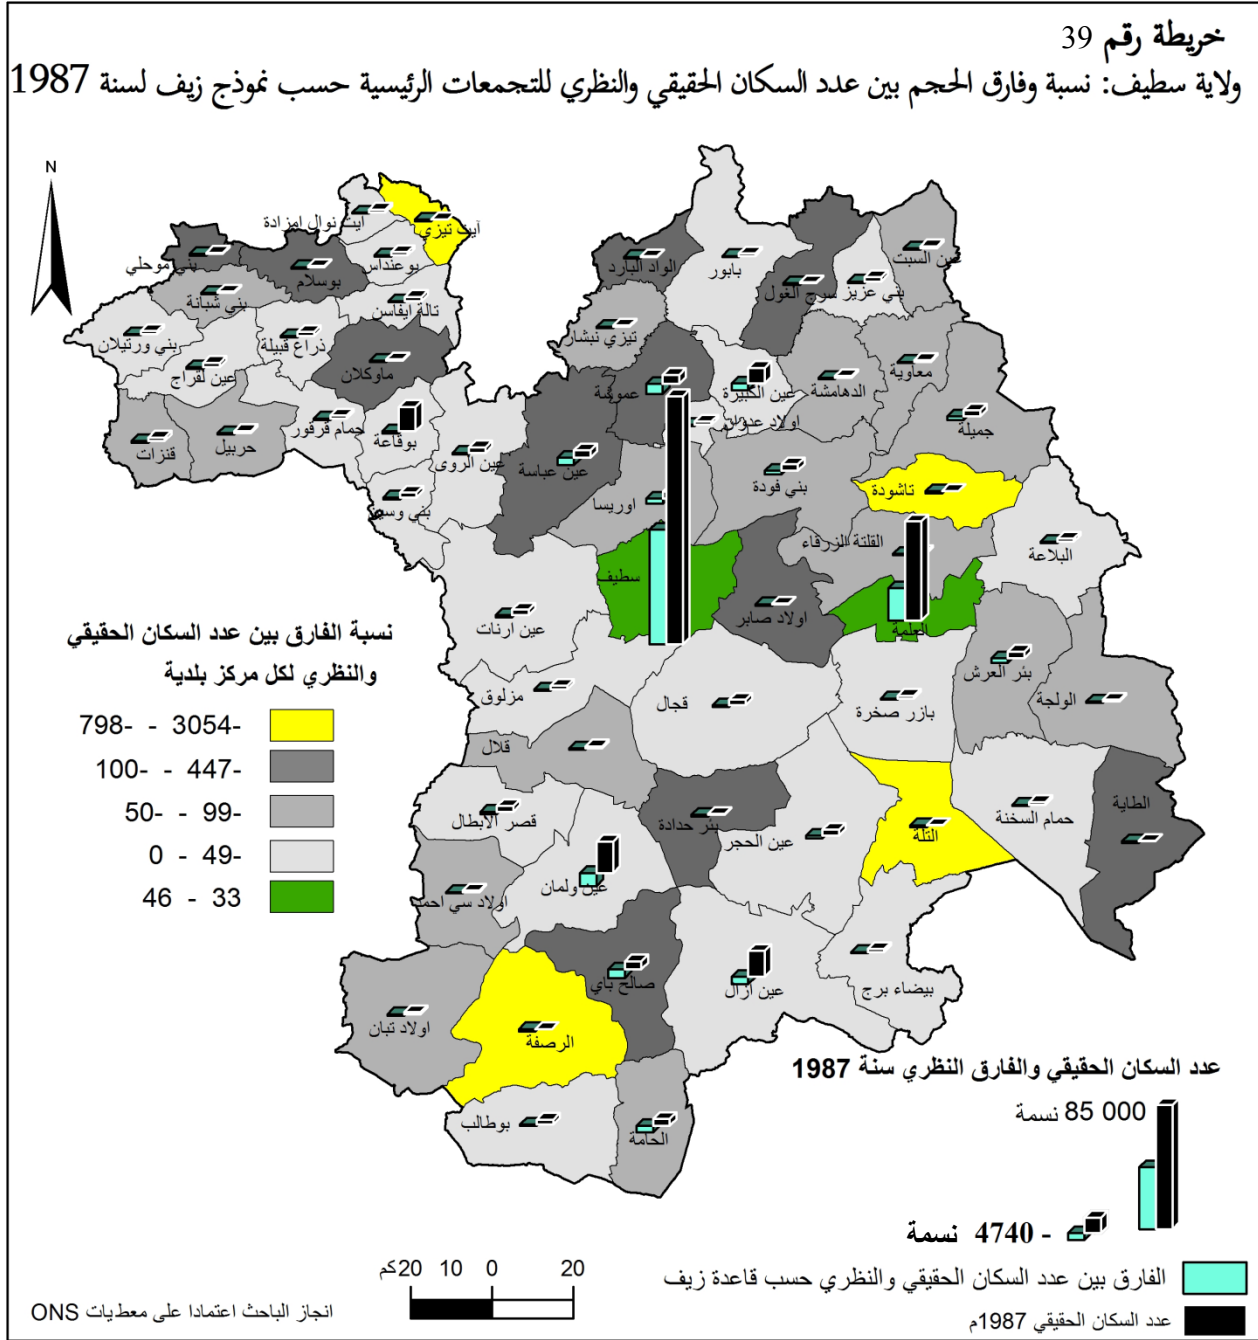 خريطة رقم 39
ولاية سطيف: نسبة وفارق الحجم بين عدد السكان الحقيقي والنظري للتجمعات الرئيسية حسب نموذج زيف لسنة 1987
N
ايت نوال امزادة
آيت تيزي
بني موحلي
بوسلام
بوعنداس
بني شبانة
تالة ايفاسن
بني ورتيلان
ذراع قبيلة
عين لقراج
ماوكلان
قنزات
حربيل
حمام قرقور
بوقاعة
عين الروى
بني وسين
الواد البارد
بابور
سرج الغول
بني عزيز
عين السبت
تيزي نبشار
عموشة
عين الكبيرة
الدهامشة
معاوية
اولاد عدوان
جميلة
عين عباسة
اوريسا
بني فودة
تاشودة
القلتة الزرقاء
البلاعة
سطيف
اولاد صابر
العلمة
عين ارنات
بئر العرش
الولجة
مزلوق
قجال
بازر صخرة
قلال
قصر الابطال
بئر حدادة
عين الحجر
التلة
حمام السخنة
الطاية
عين ولمان
اولاد سي احمد
صالح باي
عين ازال
بيضاء برج
اولاد تبان
الرصفة
بوطالب
الحامة
نسبة الفارق بين عدد السكان الحقيقي
والنظري لكل مركز بلدية
798- - 3054-
100- - 447-
50- - 99-
0 - 49-
46 - 33
عدد السكان الحقيقي والفارق النظري سنة 1987
85 000 نسمة
- 4740 نسمة
الفارق بين عدد السكان الحقيقي والنظري حسب قاعدة زيف
عدد السكان الحقيقي 1987م
كم20 10 0 20
انجاز الباحث اعتمادا على معطيات ONS